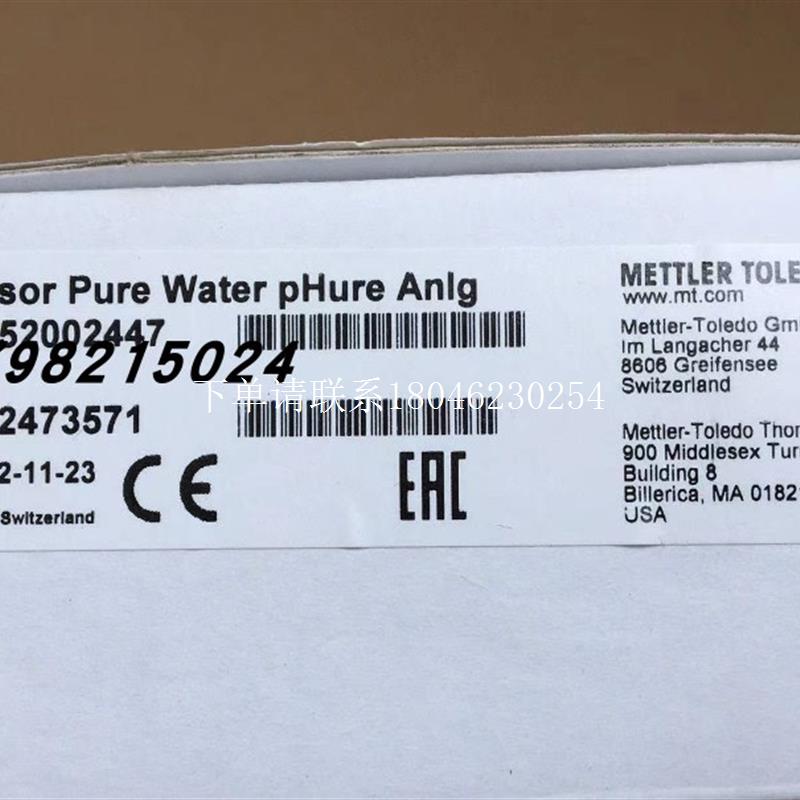 sor Pure Water pHure Anlg
52002447
98215024
下单请联系18046230254
2473571
2-11-23
CE
EAC
Switzerland
METTLER TOLE
www.mt.com
Mettler-Toledo Gm
Im Langacher 44
8606 Greifensee
Switzerland
Mettler-Toledo Thor
900 Middlesex Tur
Building 8
Billerica, MA 01821
USA